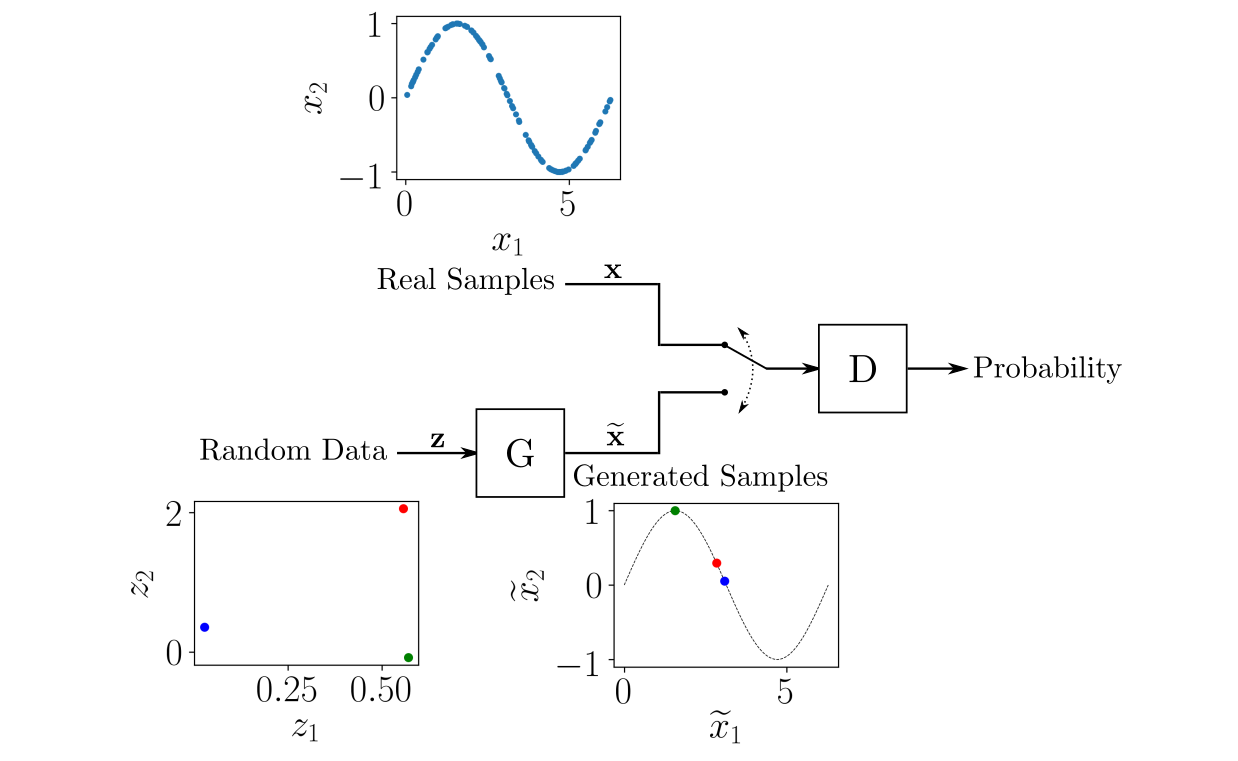 1
0
−1
x₂
0 5
x₁
Real Samples
x
D
Probability
Random Data
z
G
x̃
Generated Samples
2
0
z₂
0.25 0.50
z₁
1
0
−1
x̃₂
0 5
x̃₁